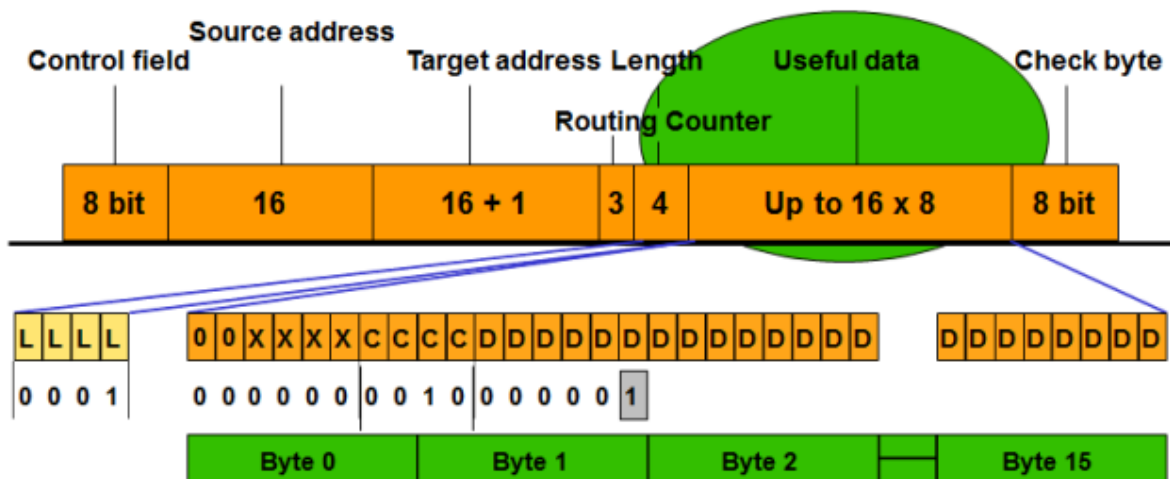 Source address
Control field Target address Length Useful data Check byte
Routing Counter
8 bit 16 16 + 1 3 4 Up to 16 x 8 8 bit
L L L L 0 0 X X X X C C C C D D D D D D D D D D D D D D D D D D D D D D
0 0 0 1 0 0 0 0 0 0 0 0 1 0 0 0 0 0 0 1
Byte 0 Byte 1 Byte 2 Byte 15